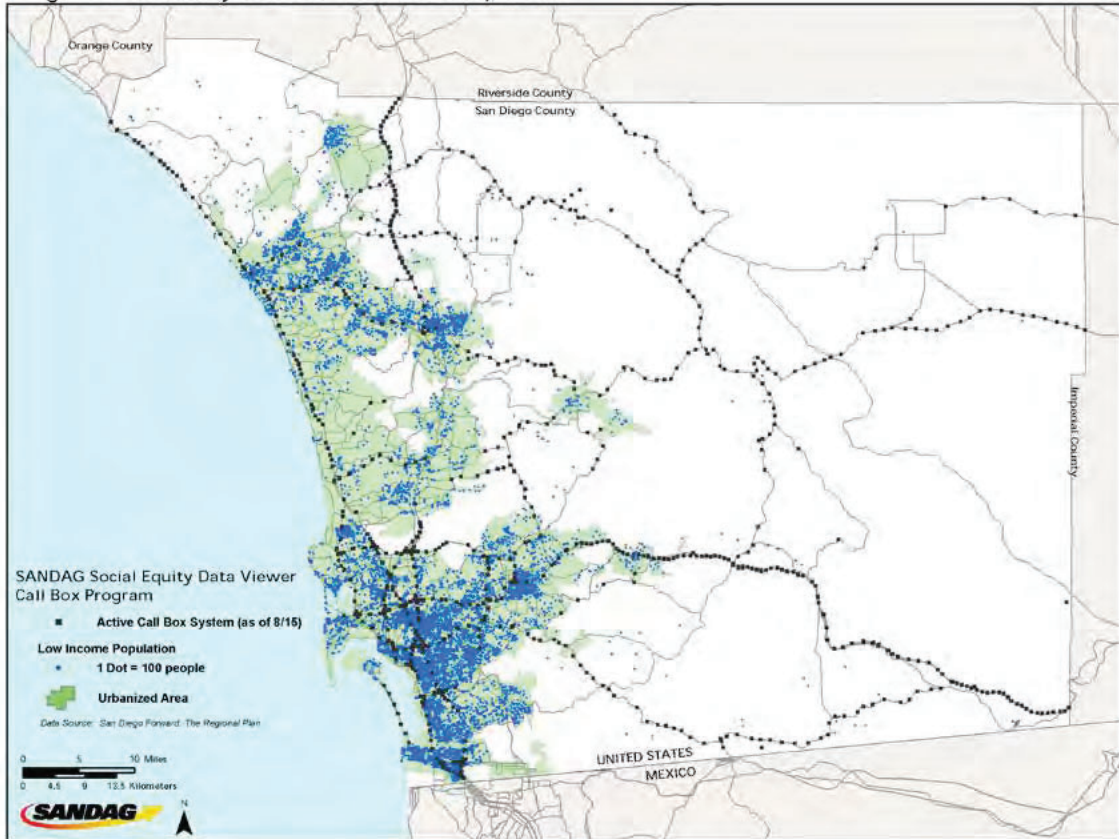 Orange County
Riverside County
San Diego County
Imperial County
SANDAG Social Equity Data Viewer
Call Box Program
Active Call Box System (as of 8/15)
Low Income Population
1 Dot = 100 people
Urbanized Area
Data Source: San Diego Forward: The Regional Plan
0 5 10 Miles
0 4.5 9 13.5 Kilometers
SANDAG
N
UNITED STATES
MEXICO